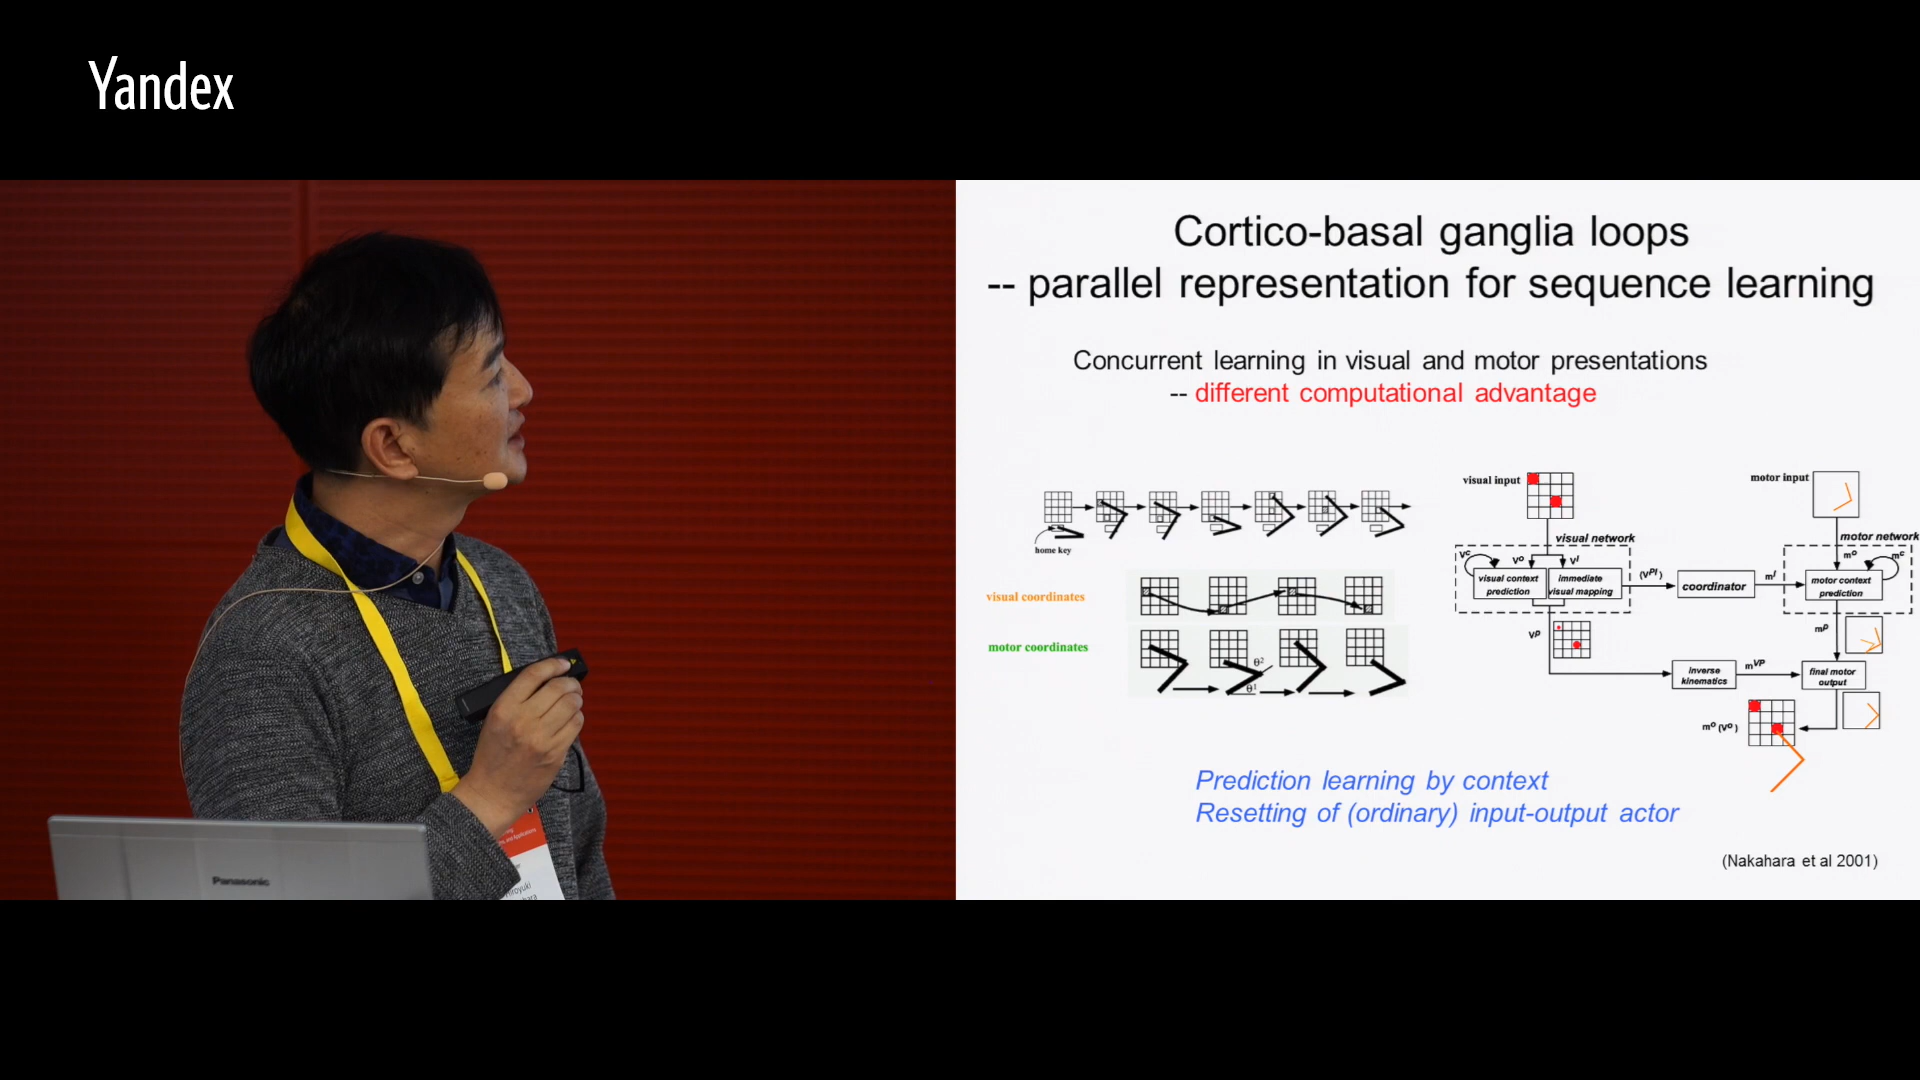 Yandex
Cortico-basal ganglia loops
-- parallel representation for sequence learning
Concurrent learning in visual and motor presentations
-- different computational advantage
home key
visual coordinates
motor coordinates
θ²
θ¹
visual input
motor input
visual network
motor network
Vᶜ
Vᵒ
Vᴵ
mᵒ
mᶜ
visual context
prediction
immediate
visual mapping
(Vᴾᴵ)
coordinator
mᴵ
motor context
prediction
Vᴾ
mᴾ
inverse
kinematics
mⱽᴾ
final motor
output
mᵒ (Vᵒ)
Prediction learning by context
Resetting of (ordinary) input-output actor
(Nakahara et al 2001)
Panasonic
and Applications
Hiroyuki